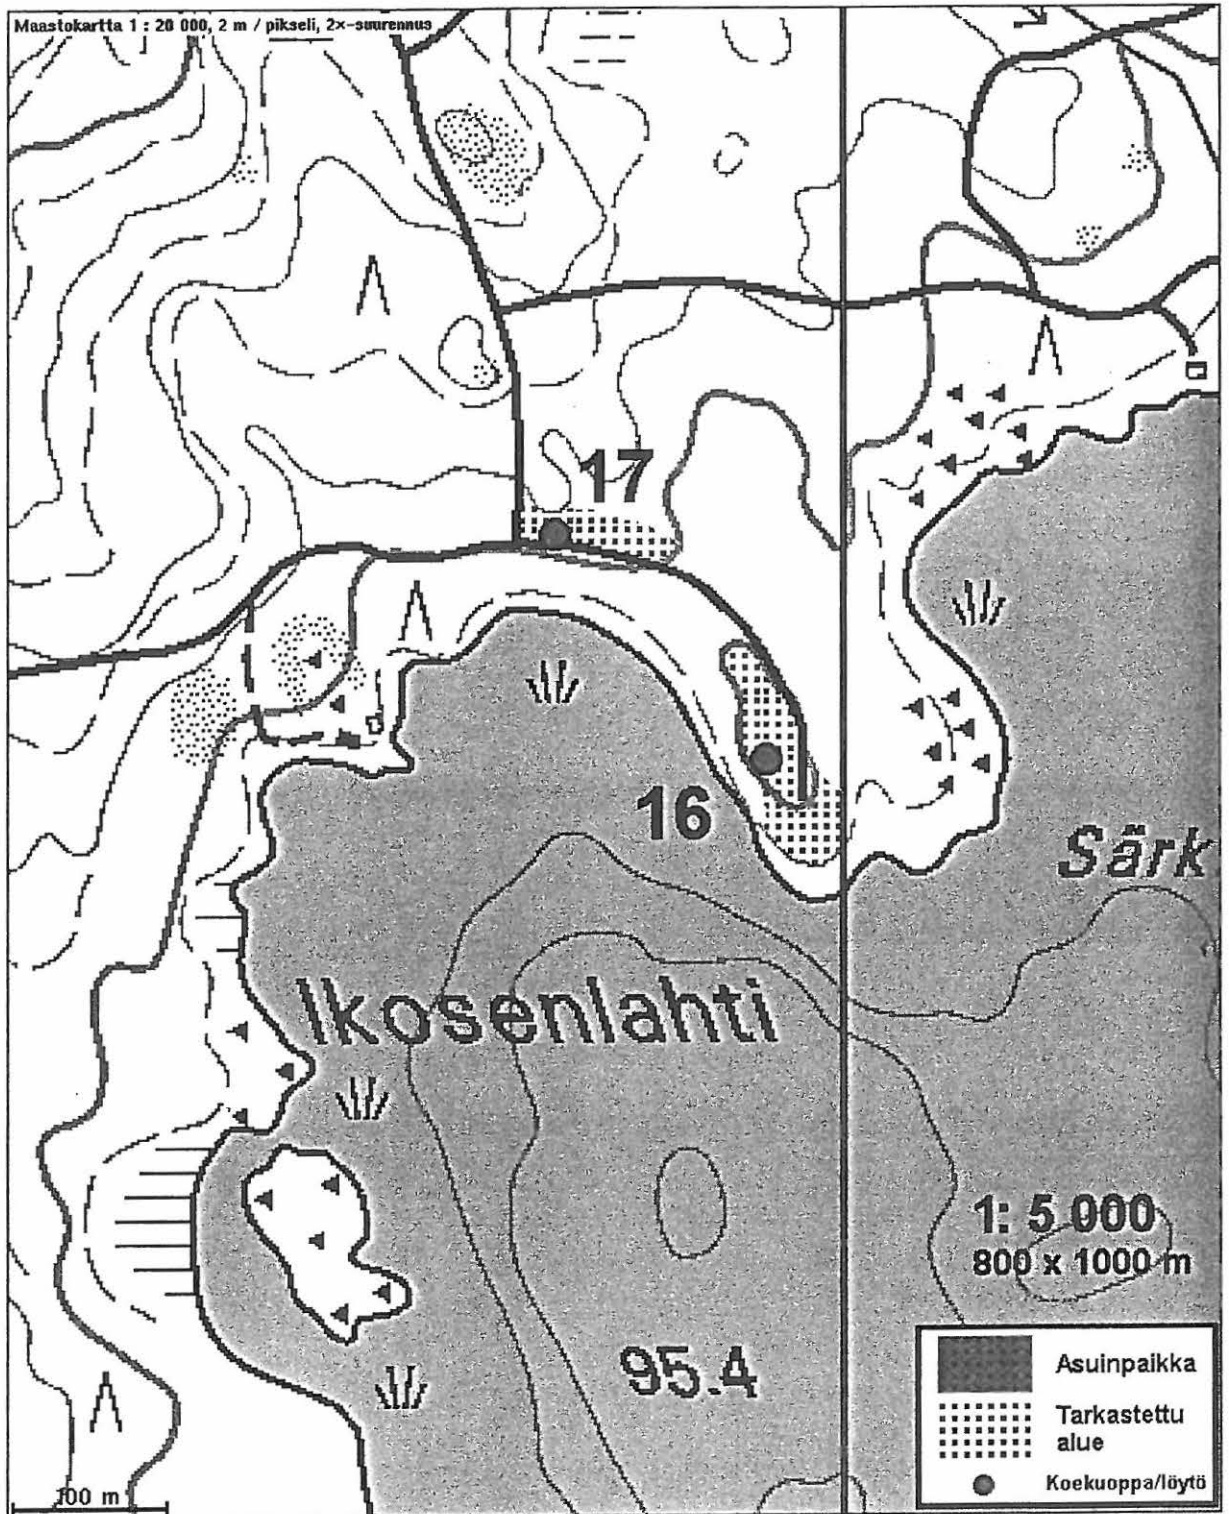 Maastokartta 1 : 20 000, 2 m / pikseli, 2×-suurennus
17
16
Särk
Ikosenlahti
1: 5 000
800 x 1000 m
95.4
Asuinpaikka
Tarkastettu
alue
Koekuoppa/löytö
100 m